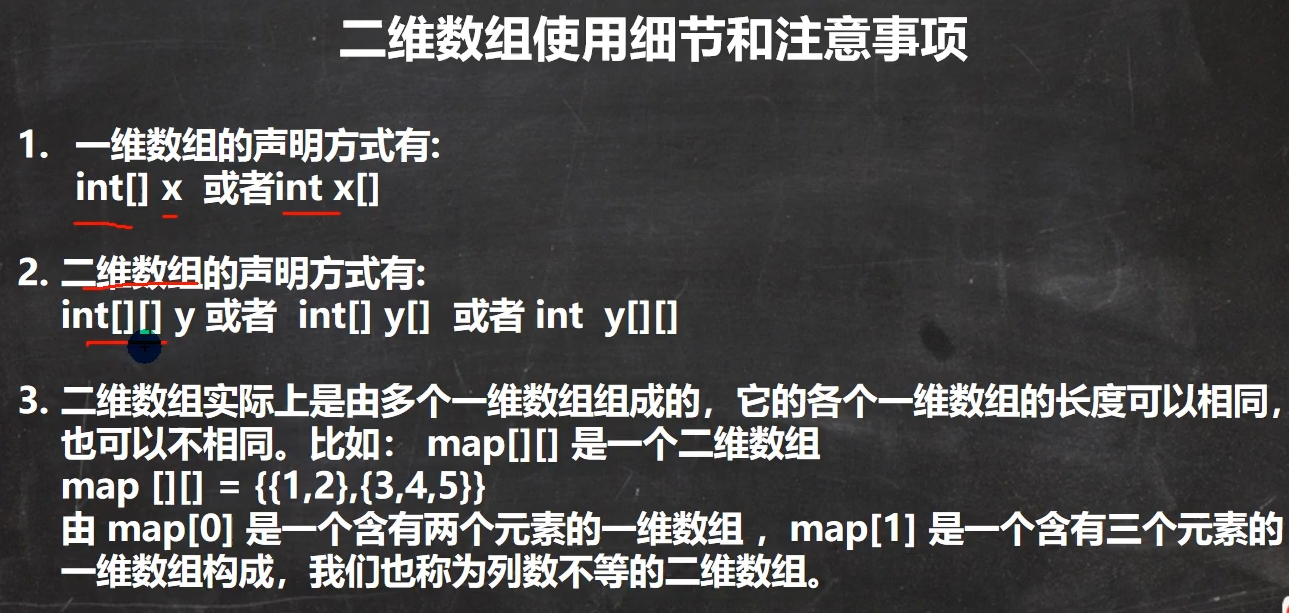 二维数组使用细节和注意事项
1. 一维数组的声明方式有:
int[] x 或者int x[]
2. 二维数组的声明方式有:
int[][] y 或者 int[] y[] 或者 int y[][]
3. 二维数组实际上是由多个一维数组组成的，它的各个一维数组的长度可以相同，
也可以不相同。比如： map[][] 是一个二维数组
map [][] = {{1,2},{3,4,5}}
由 map[0] 是一个含有两个元素的一维数组 ，map[1] 是一个含有三个元素的
一维数组构成，我们也称为列数不等的二维数组。